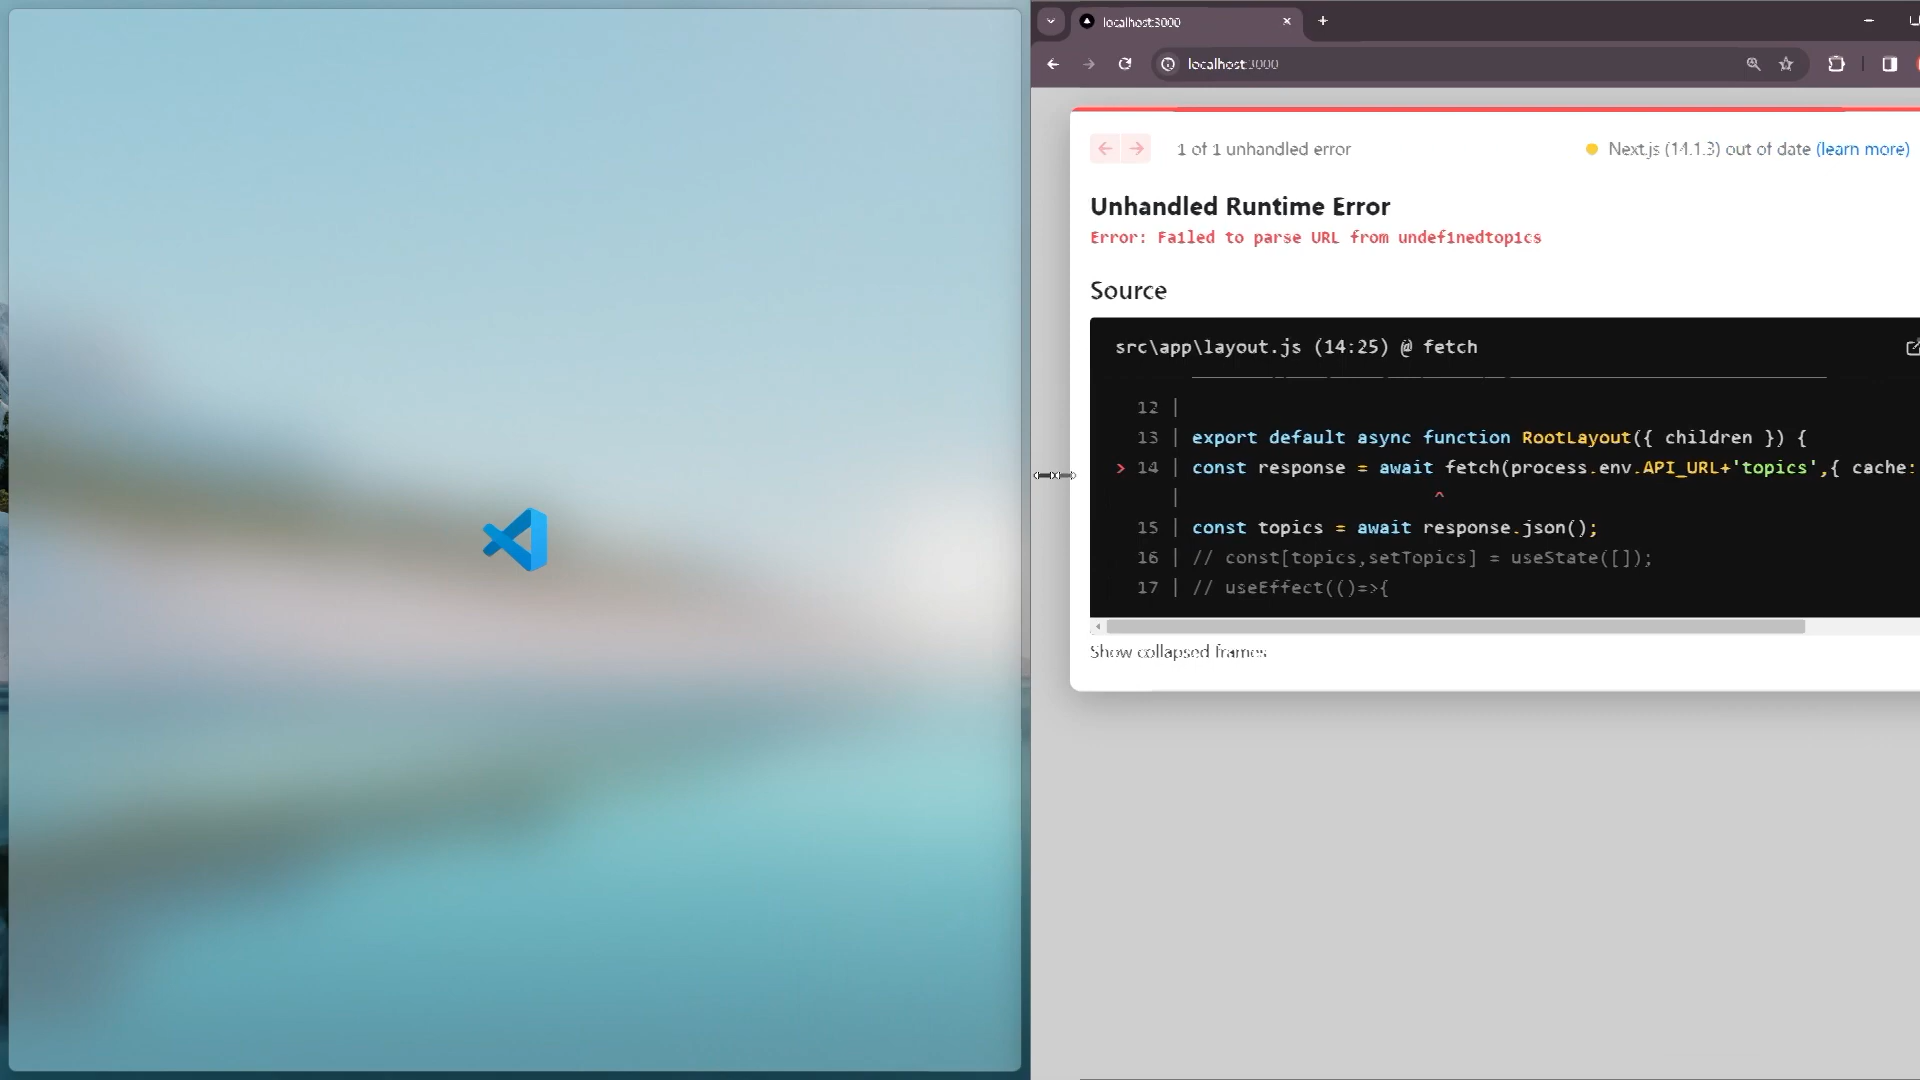 localhost:3000
localhost:3000
1 of 1 unhandled error
Next.js (14.1.3) out of date (learn more)
Unhandled Runtime Error
Error: Failed to parse URL from undefinedtopics
Source
src\app\layout.js (14:25) @ fetch
12 |
13 | export default async function RootLayout({ children }) {
> 14 | const response = await fetch(process.env.API_URL+'topics',{ cache:
| ^
15 | const topics = await response.json();
16 | // const[topics,setTopics] = useState([]);
17 | // useEffect(()=>{
Show collapsed frames